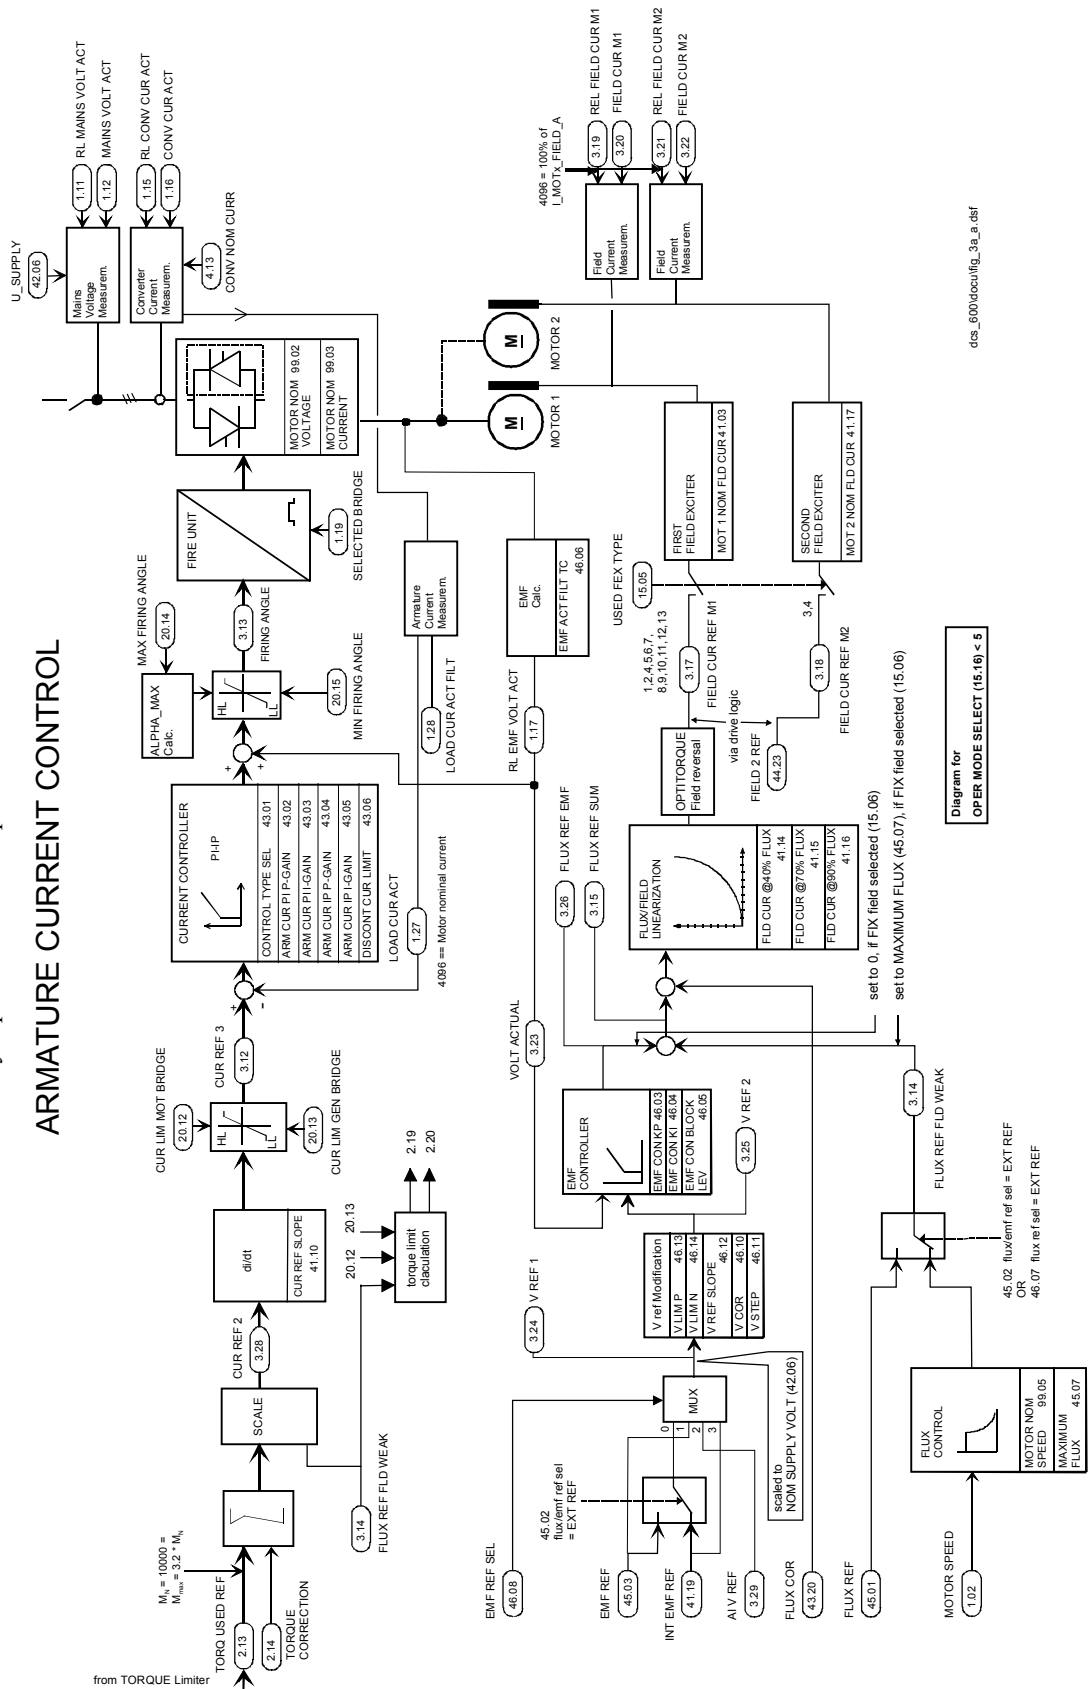 ARMATURE CURRENT CONTROL
from TORQUE Limiter
TORQ USED REF
2.13
2.14
TORQUE
CORRECTION
M_N = 10000 =
M_max = 3.2 * M_N
SCALE
3.14
FLUX REF FLD WEAK
CUR REF 2
3.28
di/dt
CUR REF SLOPE
41.10
20.12
20.13
torque limit
claculation
2.19
2.20
CUR LIM MOT BRIDGE
20.12
HL
LL
20.13
CUR LIM GEN BRIDGE
CUR REF 3
3.12
+
-
CURRENT CONTROLLER
PI-IP
CONTROL TYPE SEL 43.01
ARM CUR PI P-GAIN 43.02
ARM CUR PI I-GAIN 43.03
ARM CUR IP P-GAIN 43.04
ARM CUR IP I-GAIN 43.05
DISCONT CUR LIMIT 43.06
LOAD CUR ACT
1.27
4096 == Motor nominal current
+
+
ALPHA_MAX
Calc.
MAX FIRING ANGLE
20.14
HL
LL
20.15
MIN FIRING ANGLE
3.13
FIRING ANGLE
FIRE UNIT
1.19
SELECTED BRIDGE
1.28
LOAD CUR ACT FILT
Armature
Current
Measurem.
MOTOR NOM 99.02
VOLTAGE
MOTOR NOM 99.03
CURRENT
U_SUPPLY
42.06
Mains
Voltage
Measurem.
Converter
Current
Measurem.
4.13
CONV NOM CURR
1.11
RL MAINS VOLT ACT
1.12
MAINS VOLT ACT
1.15
RL CONV CUR ACT
1.16
CONV CUR ACT
RL EMF VOLT ACT
1.17
EMF
Calc.
EMF ACT FILT TC
46.06
M
MOTOR 1
M
MOTOR 2
4096 = 100% of
I_MOTx_FIELD_A
Field
Current
Measurem.
Field
Current
Measurem.
3.19
REL FIELD CUR M1
3.20
FIELD CUR M1
3.21
REL FIELD CUR M2
3.22
FIELD CUR M2
EMF REF SEL
46.08
45.02
flux/emf ref sel
= EXT REF
EMF REF
45.03
INT EMF REF
41.19
AI V REF
3.29
0
1
2
3
MUX
V REF 1
3.24
scaled to
NOM SUPPLY VOLT (42.06)
V ref Modification
V LIM P 46.13
V LIM N 46.14
V REF SLOPE
46.12
V COR 46.10
V STEP 46.11
3.25
V REF 2
VOLT ACTUAL
3.23
EMF
CONTROLLER
EMF CON KP 46.03
EMF CON KI 46.04
EMF CON BLOCK
LEV 46.05
3.26
FLUX REF EMF
3.15
FLUX REF SUM
FLUX/FIELD
LINEARIZATION
FLD CUR @40% FLUX
41.14
FLD CUR @70% FLUX
41.15
FLD CUR @90% FLUX
41.16
OPTITORQUE
Field reversal
via drive logic
FIELD 2 REF
44.23
1,2,4,5,6,7,
8,9,10,11,12,13
3.17
FIELD CUR REF M1
3,4
3.18
FIELD CUR REF M2
USED FEX TYPE
15.05
FIRST
FIELD EXCITER
MOT 1 NOM FLD CUR 41.03
SECOND
FIELD EXCITER
MOT 2 NOM FLD CUR 41.17
FLUX COR
43.20
FLUX REF
45.01
MOTOR SPEED
1.02
FLUX
CONTROL
MOTOR NOM
SPEED 99.05
MAXIMUM
FLUX 45.07
45.02 flux/emf ref sel = EXT REF
OR
46.07 flux ref sel = EXT REF
FLUX REF FLD WEAK
3.14
set to 0, if FIX field selected (15.06)
set to MAXIMUM FLUX (45.07), if FIX field selected (15.06)
Diagram for
OPER MODE SELECT (15.16) < 5
dcs_600\docu\fig_3a_a.dsf